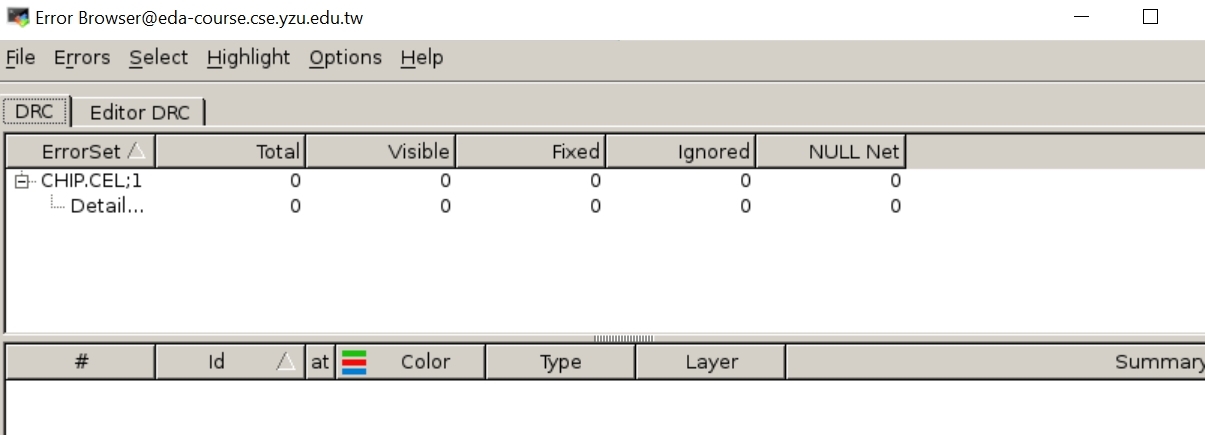 Error Browser@eda-course.cse.yzu.edu.tw
File Errors Select Highlight Options Help
DRC Editor DRC
ErrorSet Total Visible Fixed Ignored NULL Net
CHIP.CEL;1 0 0 0 0 0
Detail... 0 0 0 0 0
# Id at Color Type Layer Summary